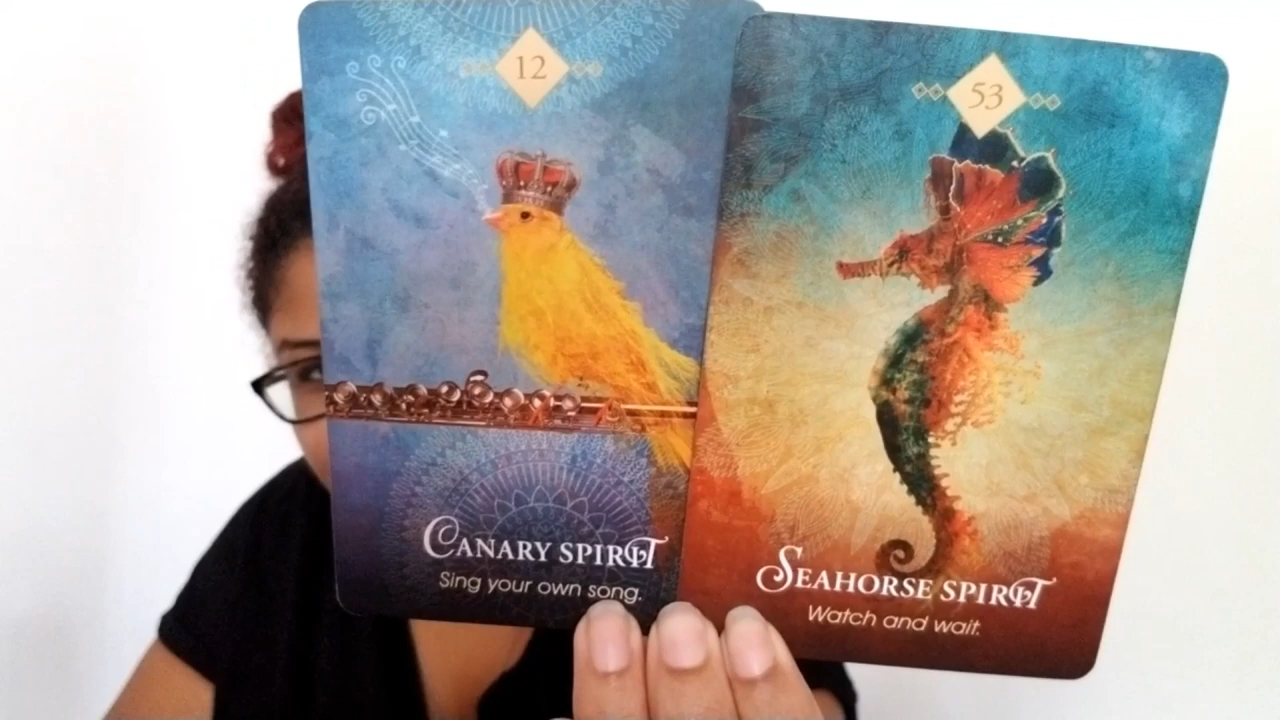 12
CANARY SPIRIT
Sing your own song.
53
SEAHORSE SPIRIT
Watch and wait.